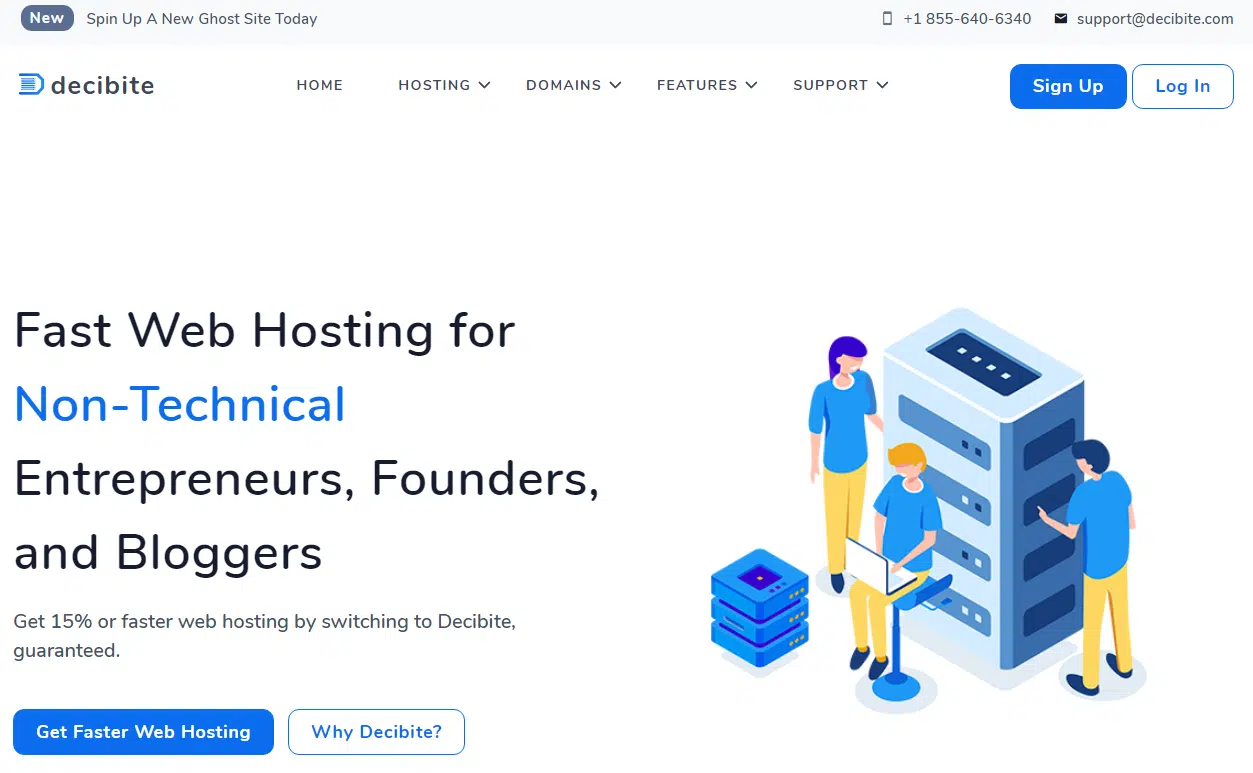 New Spin Up A New Ghost Site Today +1 855-640-6340 support@decibite.com
decibite HOME HOSTING DOMAINS FEATURES SUPPORT Sign Up Log In
Fast Web Hosting for
Non-Technical
Entrepreneurs, Founders,
and Bloggers
Get 15% or faster web hosting by switching to Decibite,
guaranteed.
Get Faster Web Hosting Why Decibite?